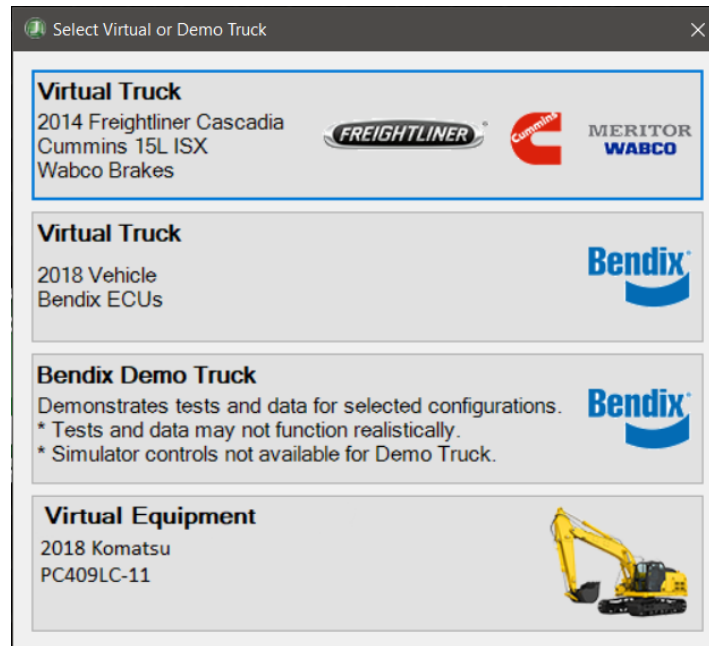 Select Virtual or Demo Truck
Virtual Truck
2014 Freightliner Cascadia
Cummins 15L ISX
Wabco Brakes
FREIGHTLINER
Cummins
MERITOR
WABCO
Virtual Truck
2018 Vehicle
Bendix ECUs
Bendix
Bendix Demo Truck
Demonstrates tests and data for selected configurations.
* Tests and data may not function realistically.
* Simulator controls not available for Demo Truck.
Bendix
Virtual Equipment
2018 Komatsu
PC409LC-11